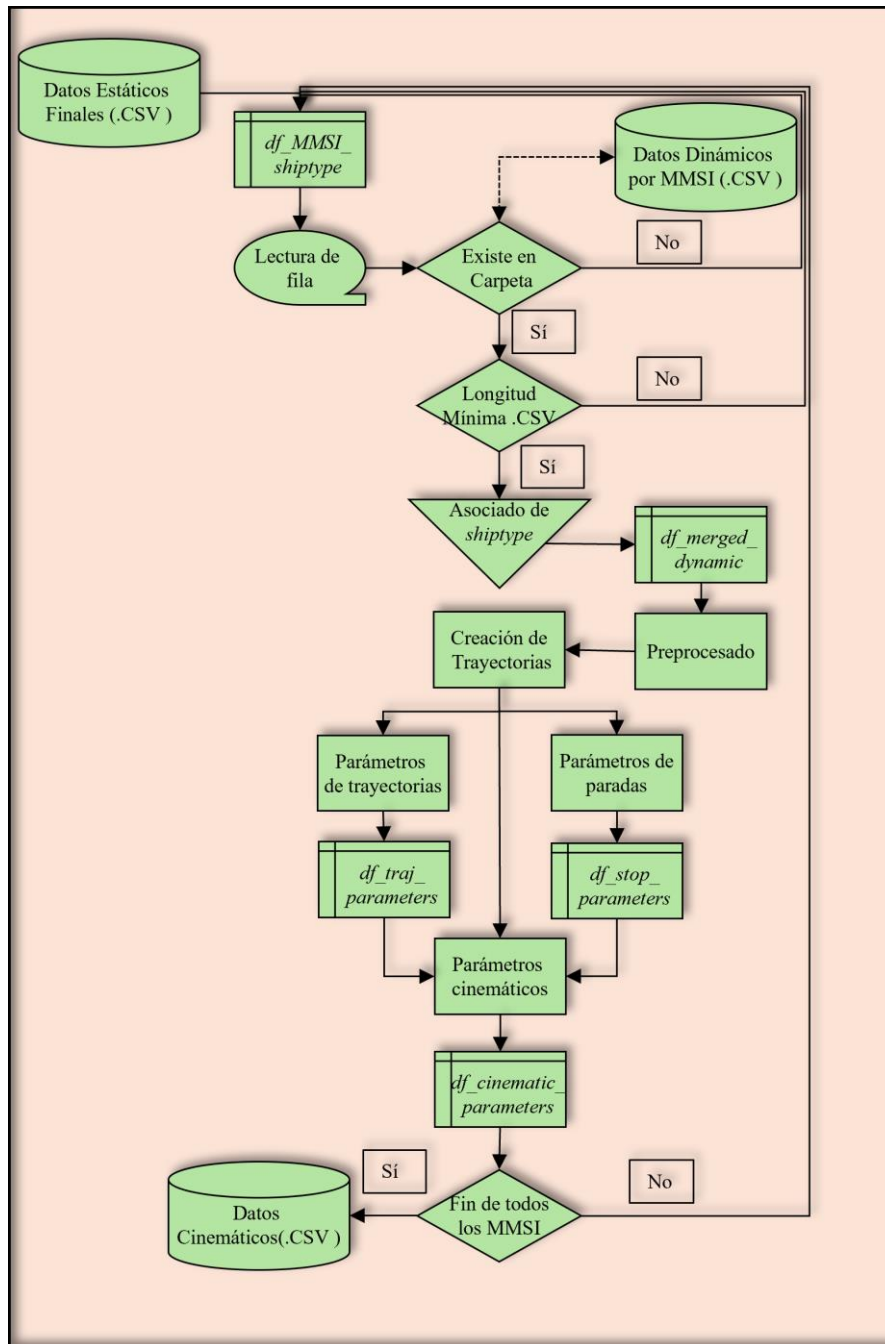 Datos Estáticos
Finales (.CSV )
df_MMSI_
shiptype
Datos Dinámicos
por MMSI (.CSV )
Lectura de
fila
Existe en
Carpeta
No
Sí
Longitud
Mínima .CSV
No
Sí
Asociado de
shiptype
df_merged_
dynamic
Preprocesado
Creación de
Trayectorias
Parámetros
de trayectorias
Parámetros de
paradas
df_traj_
parameters
df_stop_
parameters
Parámetros
cinemáticos
df_cinematic_
parameters
Sí
No
Fin de todos
los MMSI
Datos
Cinemáticos(.CSV )